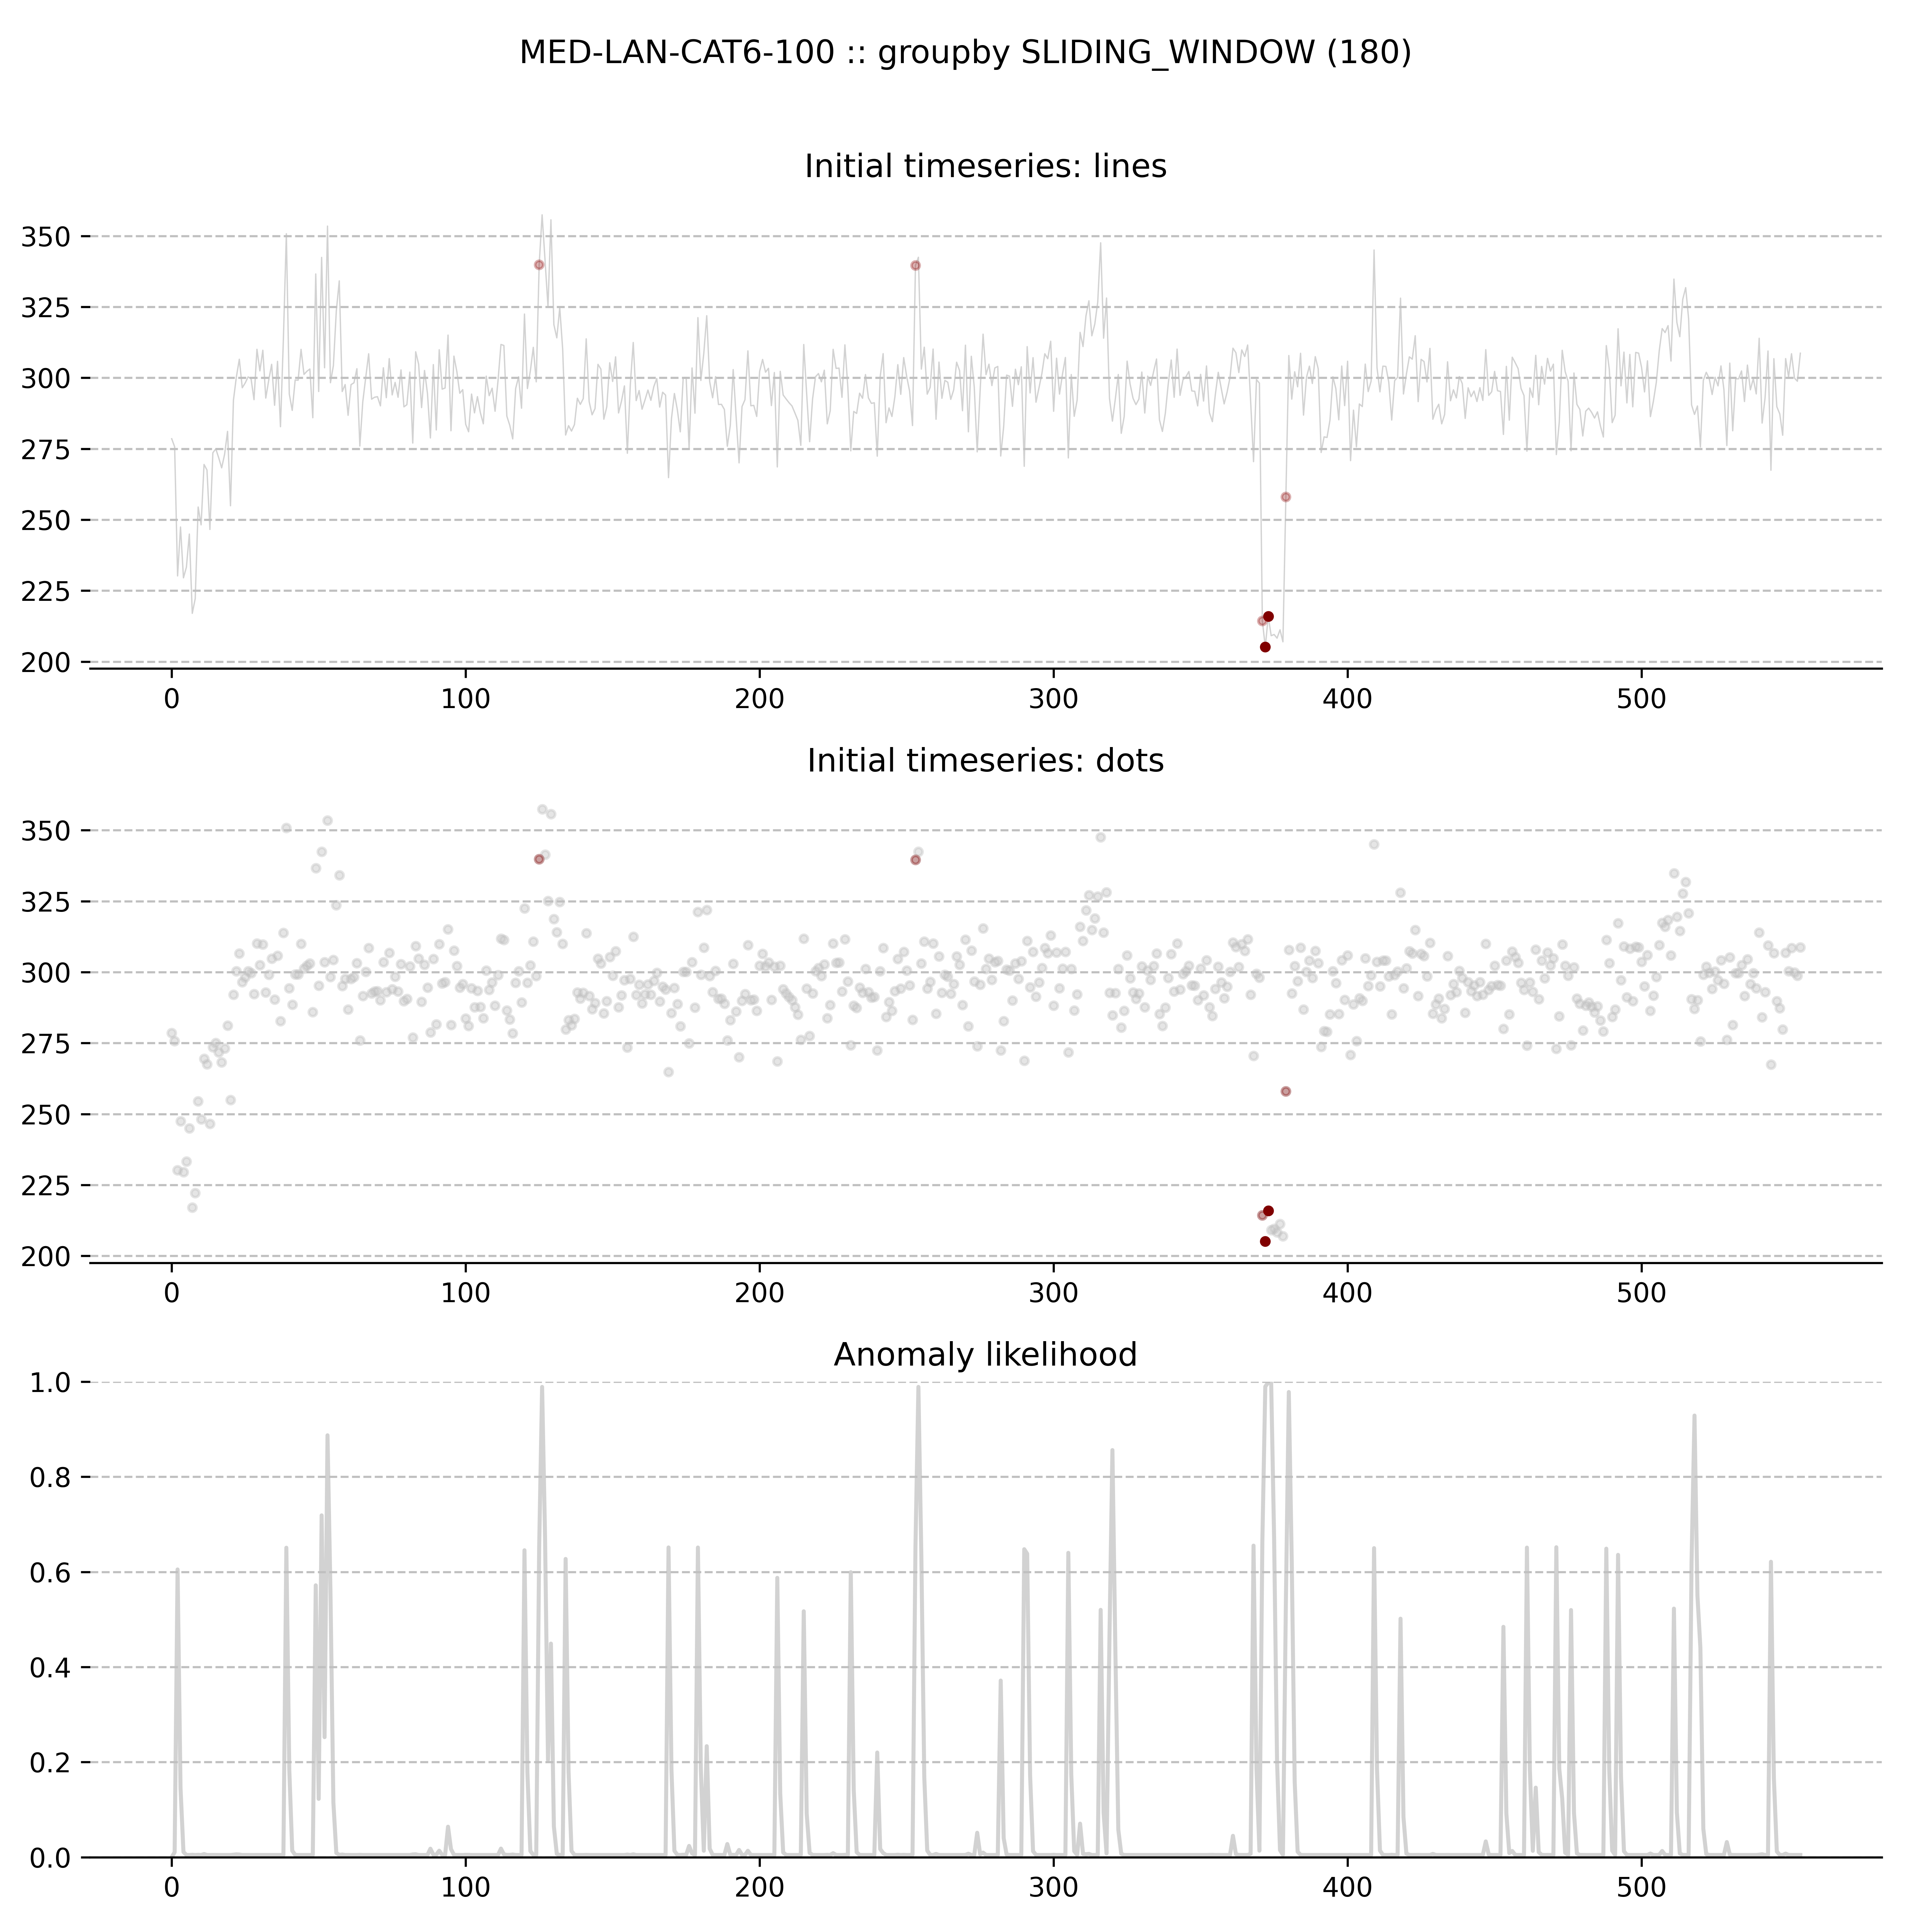 MED-LAN-CAT6-100 :: groupby SLIDING_WINDOW (180)
Initial timeseries: lines
350
325
300
275
250
225
200
0 100 200 300 400 500
Initial timeseries: dots
350
325
300
275
250
225
200
0 100 200 300 400 500
Anomaly likelihood
1.0
0.8
0.6
0.4
0.2
0.0
0 100 200 300 400 500